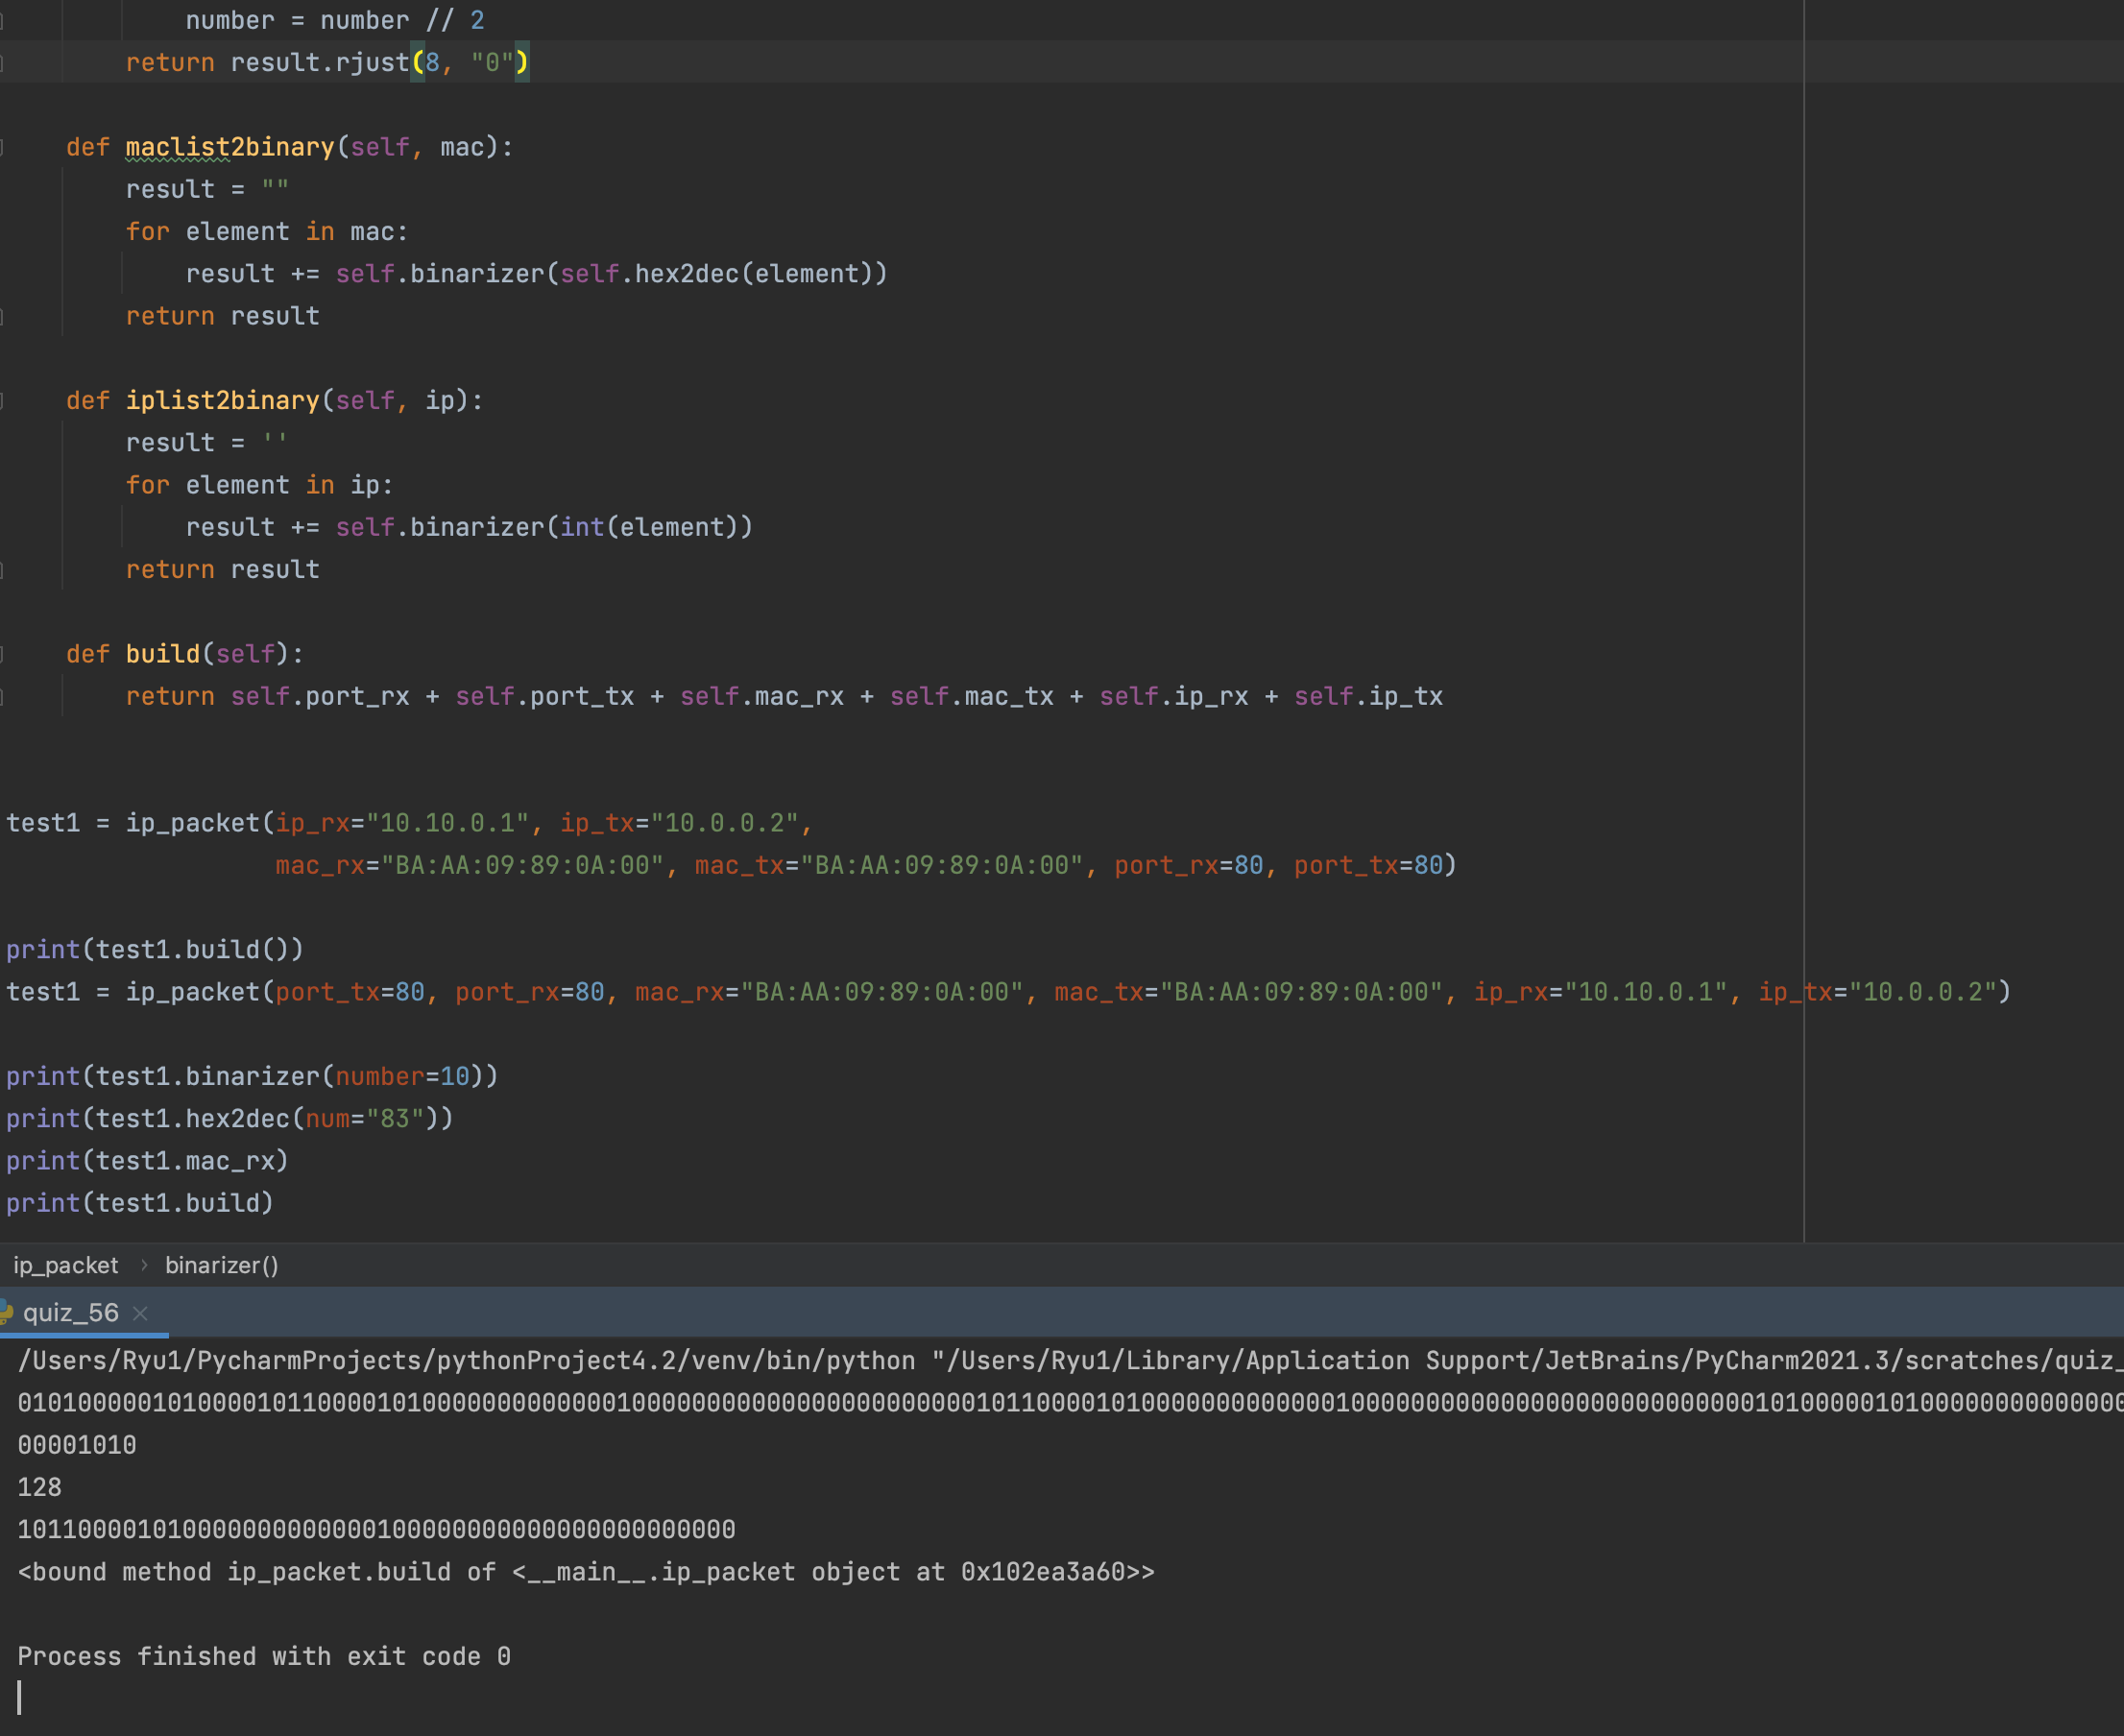 number = number // 2
    return result.rjust(8, "0")
def maclist2binary(self, mac):
    result = ""
    for element in mac:
        result += self.binarizer(self.hex2dec(element))
    return result
def iplist2binary(self, ip):
    result = ''
    for element in ip:
        result += self.binarizer(int(element))
    return result
def build(self):
    return self.port_rx + self.port_tx + self.mac_rx + self.mac_tx + self.ip_rx + self.ip_tx
test1 = ip_packet(ip_rx="10.10.0.1", ip_tx="10.0.0.2",
                  mac_rx="BA:AA:09:89:0A:00", mac_tx="BA:AA:09:89:0A:00", port_rx=80, port_tx=80)
print(test1.build())
test1 = ip_packet(port_tx=80, port_rx=80, mac_rx="BA:AA:09:89:0A:00", mac_tx="BA:AA:09:89:0A:00", ip_rx="10.10.0.1", ip_tx="10.0.0.2")
print(test1.binarizer(number=10))
print(test1.hex2dec(num="83"))
print(test1.mac_rx)
print(test1.build)
ip_packet › binarizer()
quiz_56 ×
/Users/Ryu1/PycharmProjects/pythonProject4.2/venv/bin/python "/Users/Ryu1/Library/Application Support/JetBrains/PyCharm2021.3/scratches/quiz_
00001010
128
101100001010000000000000100000000000000000000000
<bound method ip_packet.build of <__main__.ip_packet object at 0x102ea3a60>>
Process finished with exit code 0